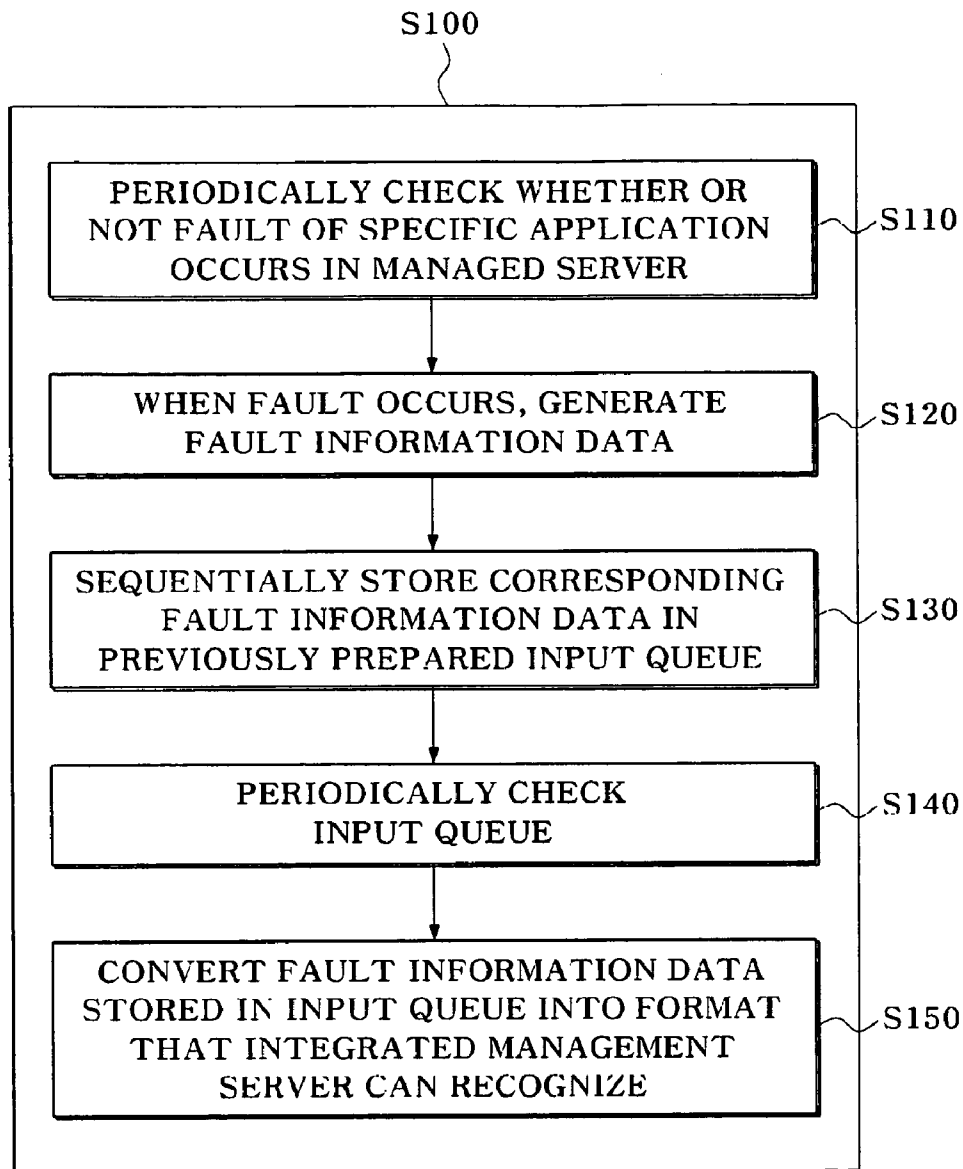 S100
PERIODICALLY CHECK WHETHER OR
NOT FAULT OF SPECIFIC APPLICATION
OCCURS IN MANAGED SERVER
S110
WHEN FAULT OCCURS, GENERATE
FAULT INFORMATION DATA
S120
SEQUENTIALLY STORE CORRESPONDING
FAULT INFORMATION DATA IN
PREVIOUSLY PREPARED INPUT QUEUE
S130
PERIODICALLY CHECK
INPUT QUEUE
S140
CONVERT FAULT INFORMATION DATA
STORED IN INPUT QUEUE INTO FORMAT
THAT INTEGRATED MANAGEMENT
SERVER CAN RECOGNIZE
S150